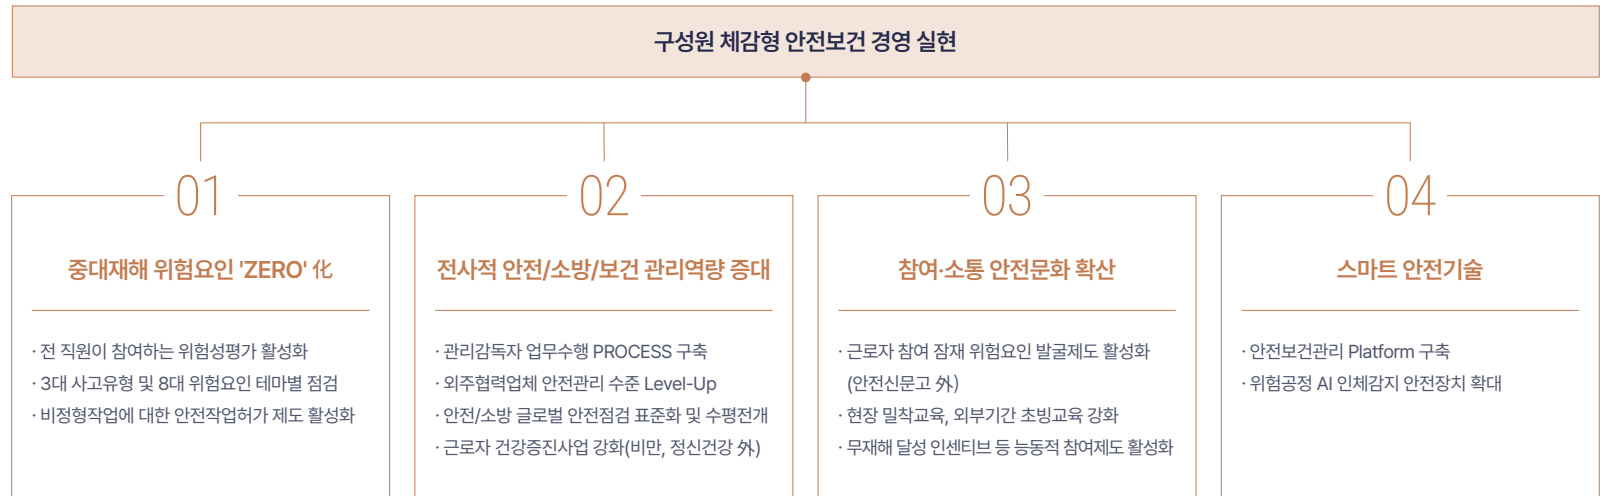 구성원 체감형 안전보건 경영 실현
01
중대재해 위험요인 'ZERO' 化
· 전 직원이 참여하는 위험성평가 활성화
· 3대 사고유형 및 8대 위험요인 테마별 점검
· 비정형작업에 대한 안전작업허가 제도 활성화
02
전사적 안전/소방/보건 관리역량 증대
· 관리감독자 업무수행 PROCESS 구축
· 외주협력업체 안전관리 수준 Level-Up
· 안전/소방 글로벌 안전점검 표준화 및 수평전개
· 근로자 건강증진사업 강화(비만, 정신건강 外)
03
참여·소통 안전문화 확산
· 근로자 참여 잠재 위험요인 발굴제도 활성화
(안전신문고 外)
· 현장 밀착교육, 외부기간 초빙교육 강화
· 무재해 달성 인센티브 등 능동적 참여제도 활성화
04
스마트 안전기술
· 안전보건관리 Platform 구축
· 위험공정 AI 인체감지 안전장치 확대